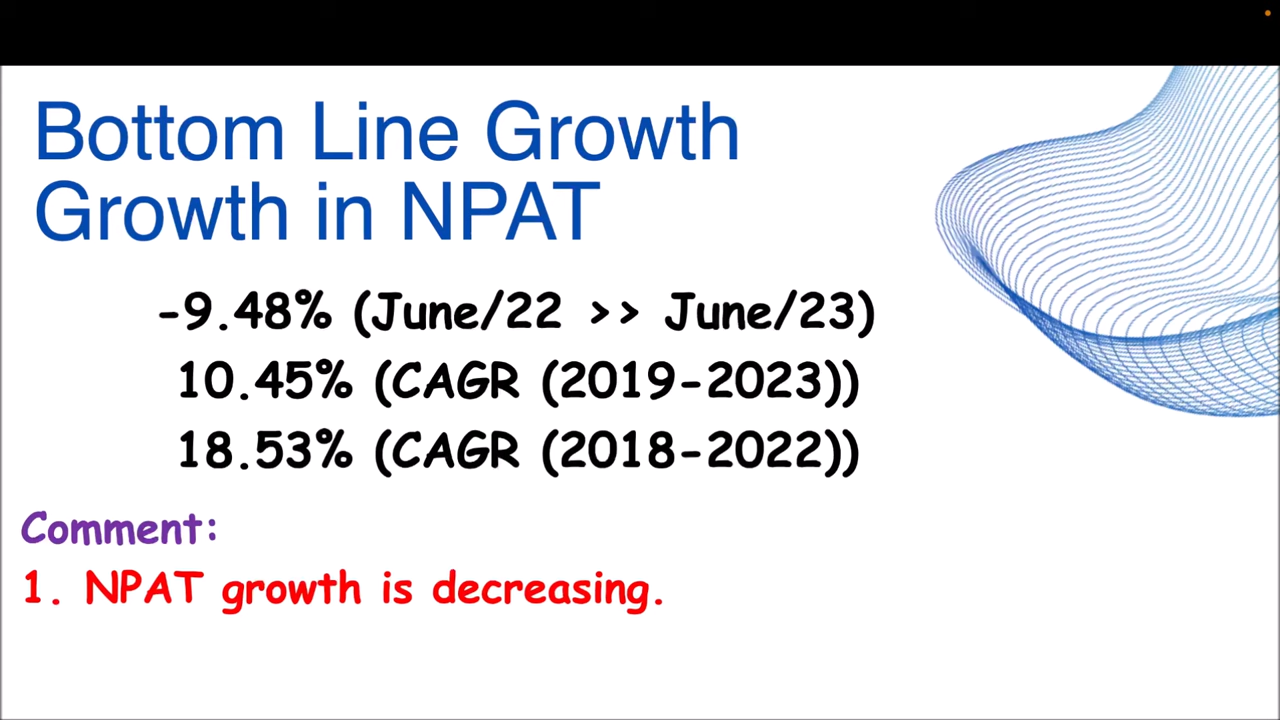 Bottom Line Growth
Growth in NPAT
-9.48% (June/22 >> June/23)
10.45% (CAGR (2019-2023))
18.53% (CAGR (2018-2022))
Comment:
1. NPAT growth is decreasing.